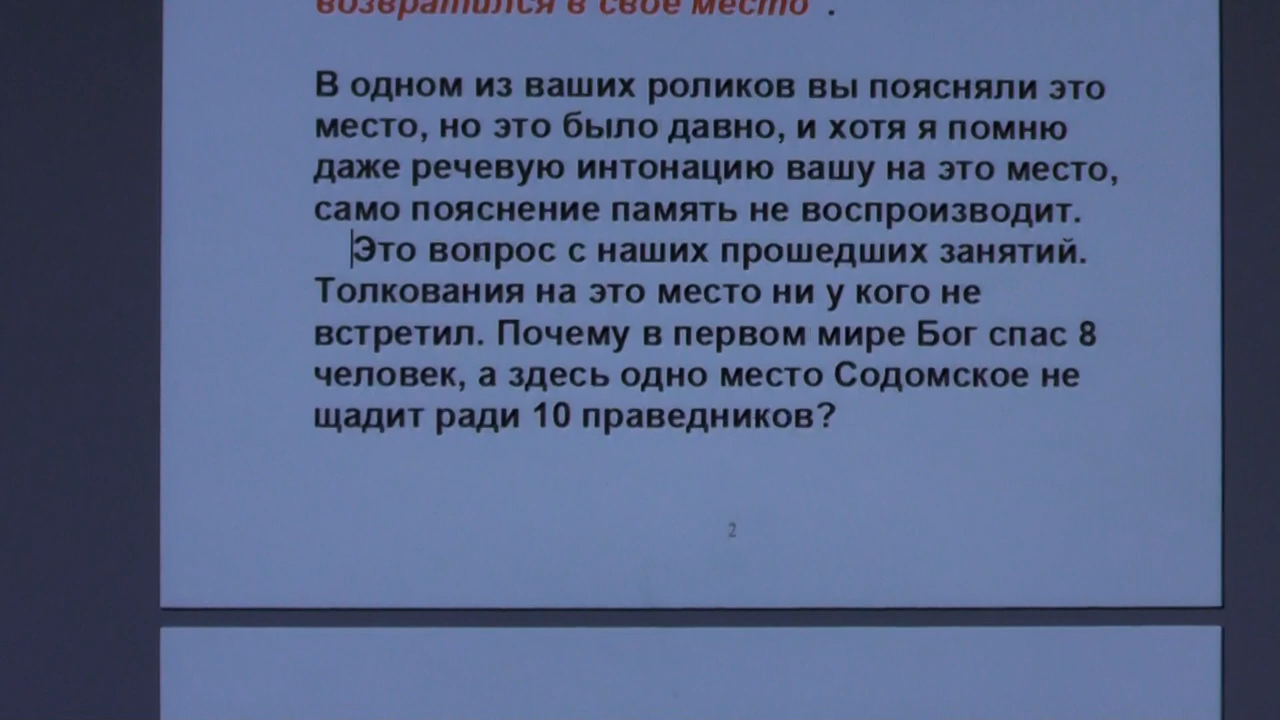 возвратился в свое место".
В одном из ваших роликов вы поясняли это
место, но это было давно, и хотя я помню
даже речевую интонацию вашу на это место,
само пояснение память не воспроизводит.
Это вопрос с наших прошедших занятий.
Толкования на это место ни у кого не
встретил. Почему в первом мире Бог спас 8
человек, а здесь одно место Содомское не
щадит ради 10 праведников?
2